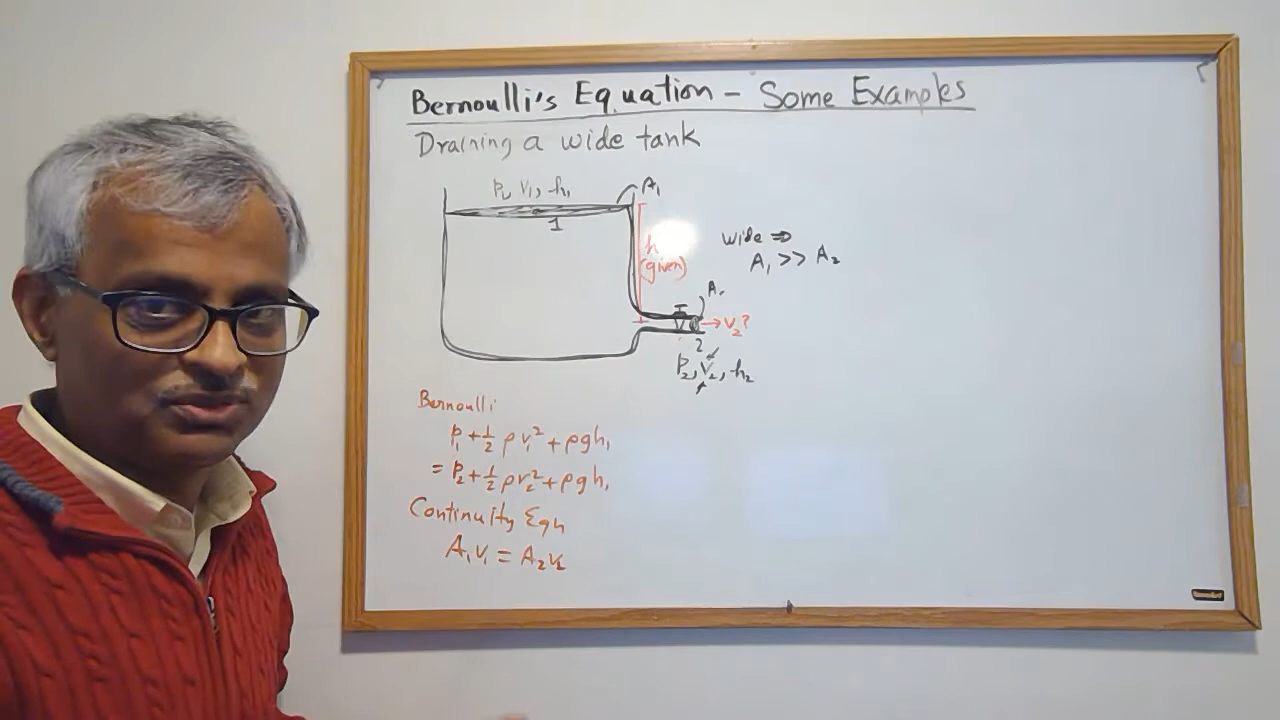 Bernoulli's Equation - Some Examples
Draining a wide tank
P₁, v₁, h₁
A₁
1
h
(given)
wide ⇒
A₁ >> A₂
A₂
→ v₂?
2
P₂, v₂, h₂
Bernoulli
P₁ + ½ ρv₁² + ρgh₁
= P₂ + ½ ρv₂² + ρgh₁
Continuity Eqn
A₁v₁ = A₂v₂